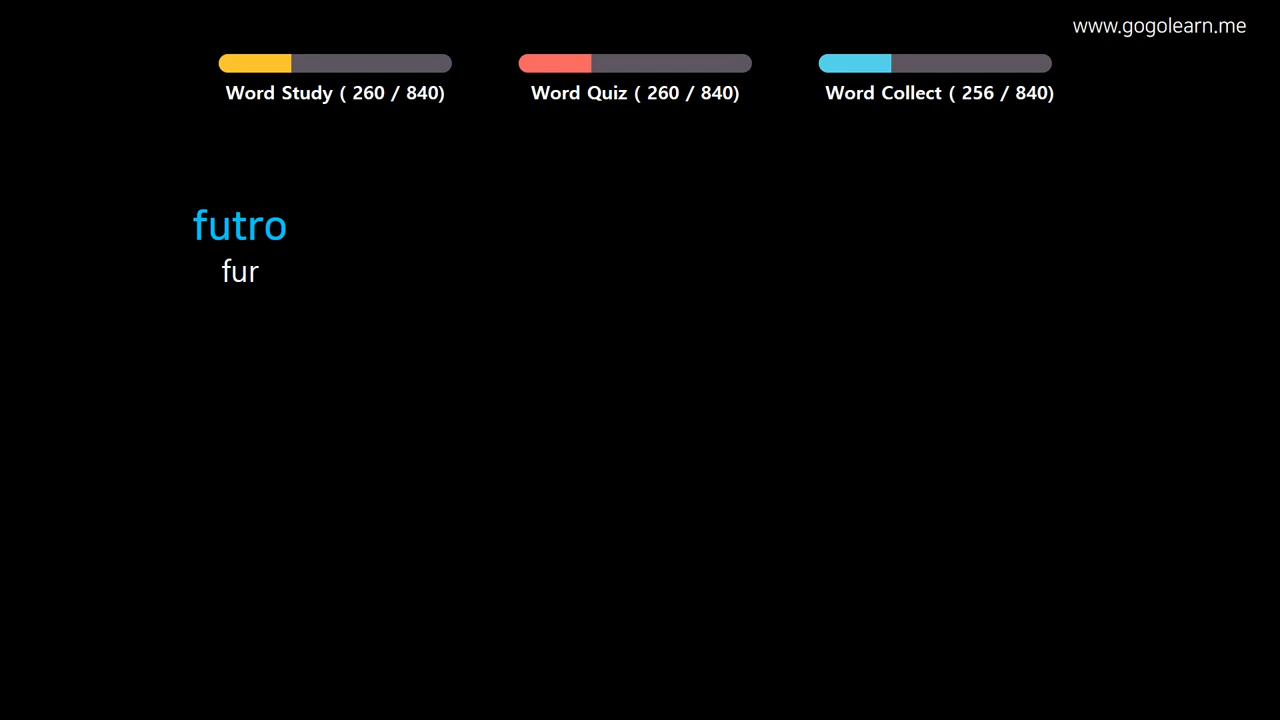 www.gogolearn.me
Word Study ( 260 / 840)
Word Quiz ( 260 / 840)
Word Collect ( 256 / 840)
futro
fur